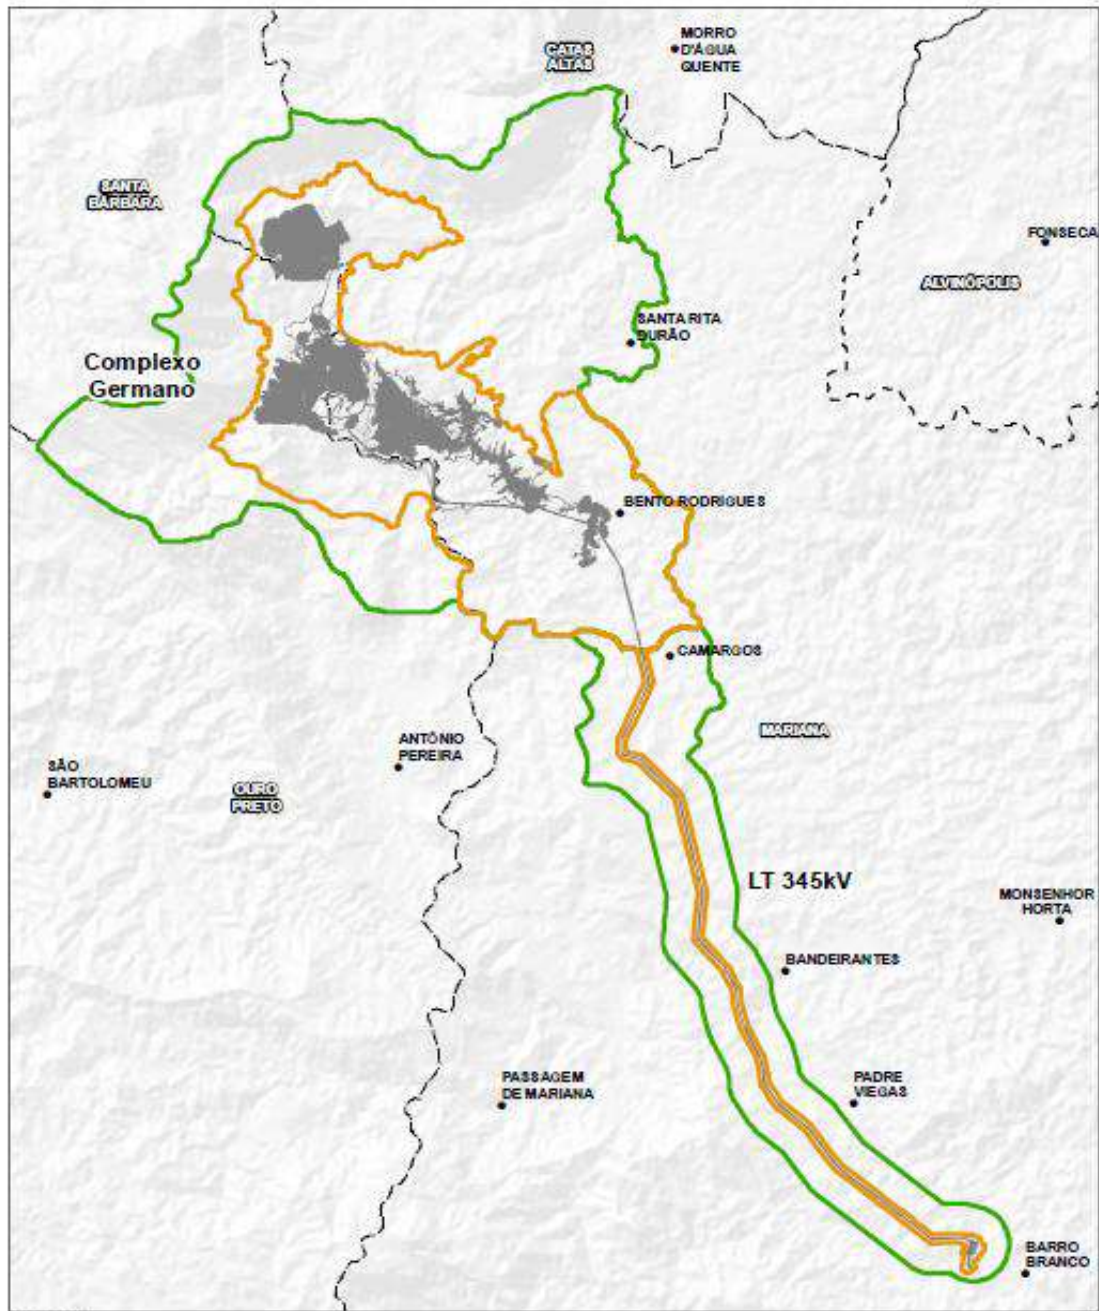 MORRO
D'ÁGUA
QUENTE
CATAS
ALTAS
SANTA
BÁRBARA
FONSECA
ALVINÓPOLIS
SANTA RITA
DURÃO
Complexo
Germano
BENTO RODRIGUES
CAMARGOS
MARIANA
ANTÔNIO
PEREIRA
SÃO
BARTOLOMEU
OURO
PRETO
LT 345kV
MONSENHOR
HORTA
BANDEIRANTES
PASSAGEM
DE MARIANA
PADRE
VIEGAS
BARRO
BRANCO